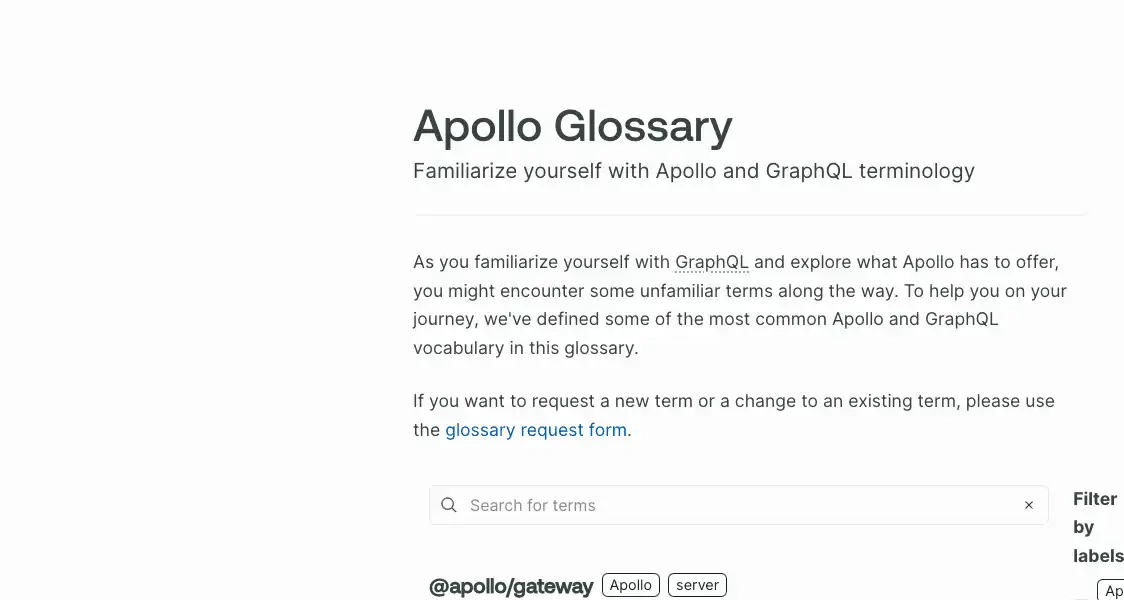 Apollo Glossary
Familiarize yourself with Apollo and GraphQL terminology
As you familiarize yourself with GraphQL and explore what Apollo has to offer,
you might encounter some unfamiliar terms along the way. To help you on your
journey, we've defined some of the most common Apollo and GraphQL
vocabulary in this glossary.
If you want to request a new term or a change to an existing term, please use
the glossary request form.
Search for terms
Filter
by
labels
@apollo/gateway Apollo server